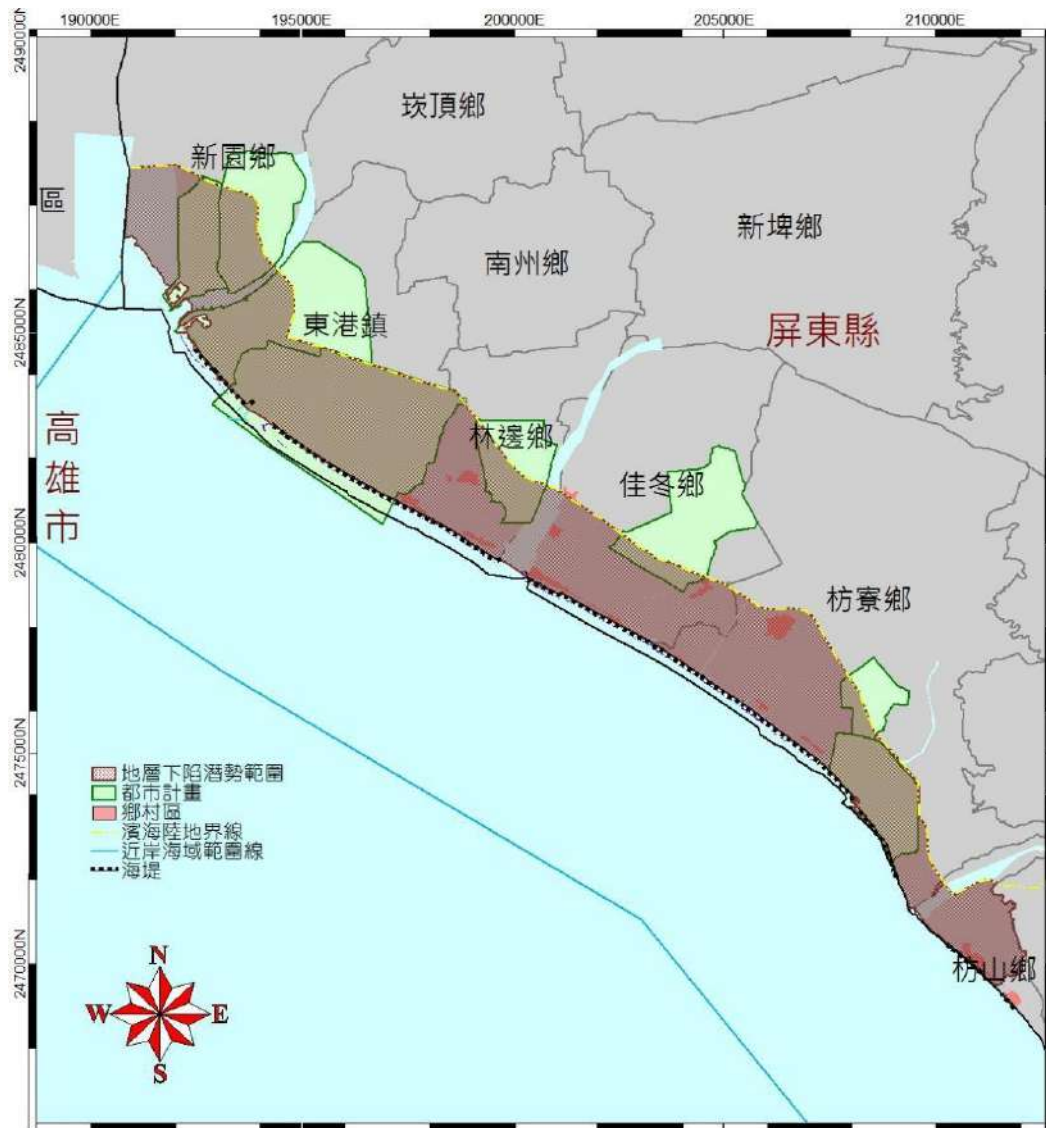 190000E 195000E 200000E 205000E 210000E
2490000N
崁頂鄉
新園鄉
區
新埤鄉
南州鄉
2485000N
東港鎮
屏東縣
高雄市
林邊鄉
佳冬鄉
2480000N
枋寮鄉
2475000N
地層下陷潛勢範圍
都市計畫
鄉村區
濱海陸地界線
近岸海域範圍線
海堤
2470000N
枋山鄉
N
W E
S